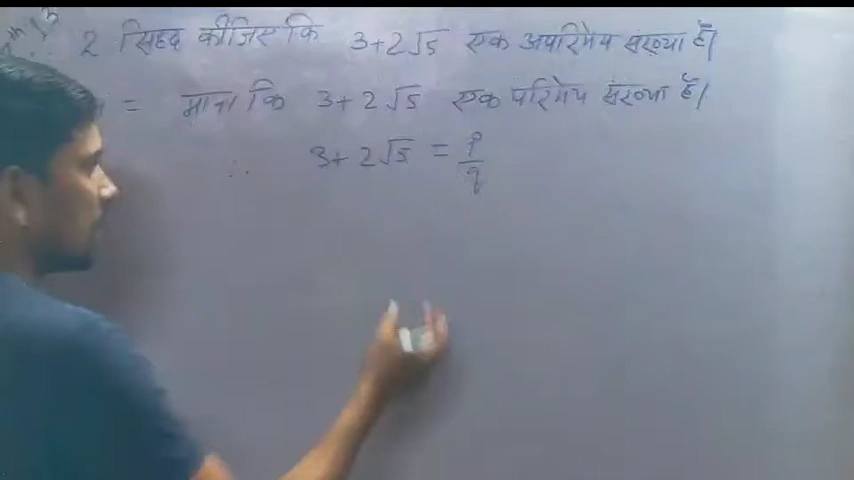 2 सिद्ध कीजिए कि 3+2√5 एक अपरिमेय संख्या हैं।
= माना कि 3+2√5 एक परिमेय संख्या हैं।
∴ 3+2√5 = p/q